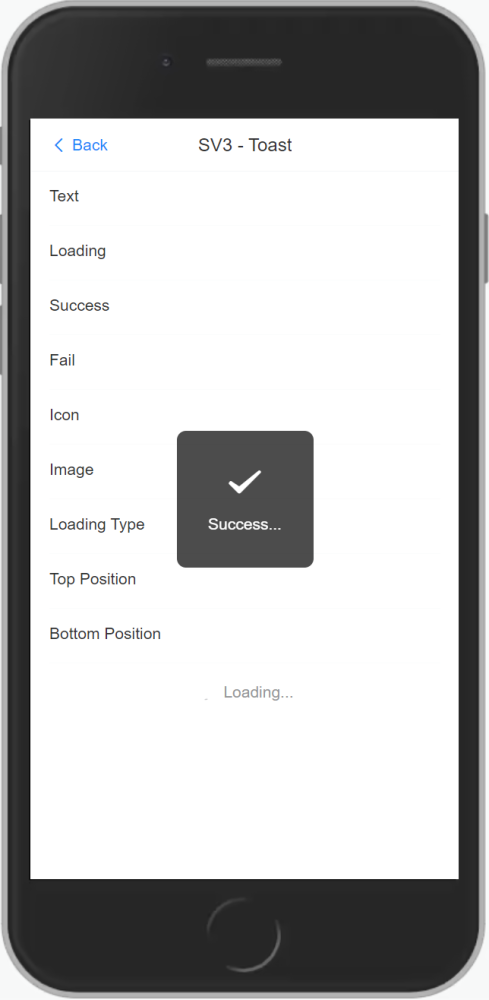 Back
SV3 - Toast
Text
Loading
Success
Fail
Icon
Image
Success...
Loading Type
Top Position
Bottom Position
Loading...